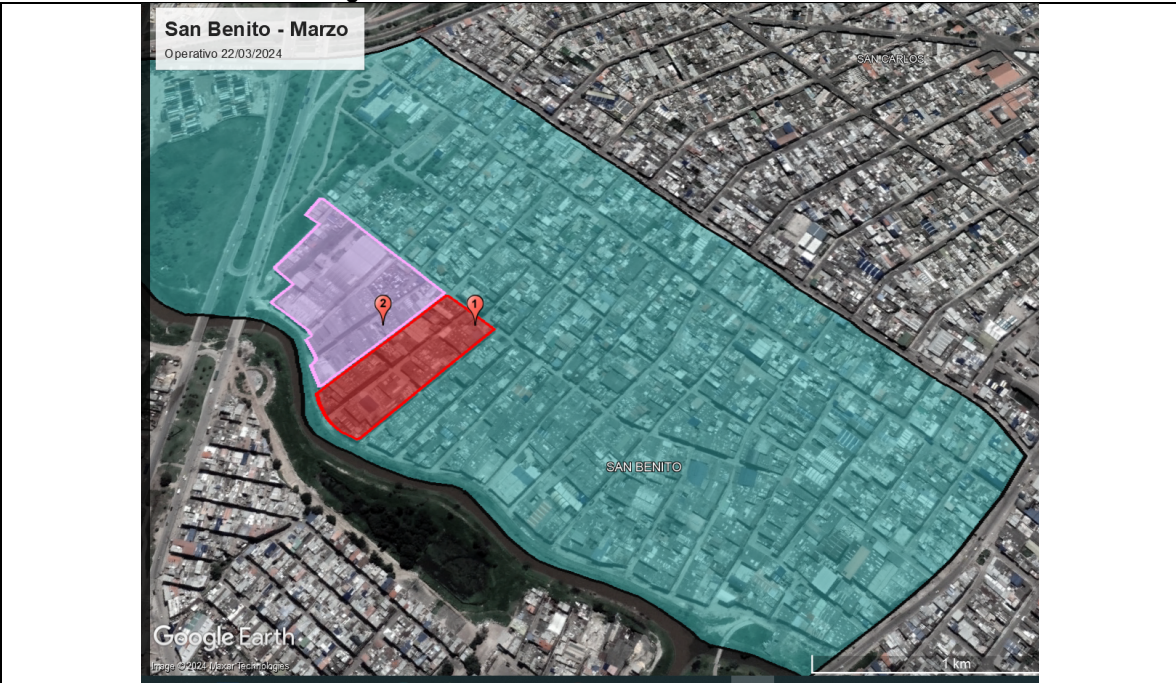 San Benito - Marzo
Operativo 22/03/2024
SAN CARLOS
2
1
SAN BENITO
Google Earth
Image © 2024 Maxar Technologies
1 km